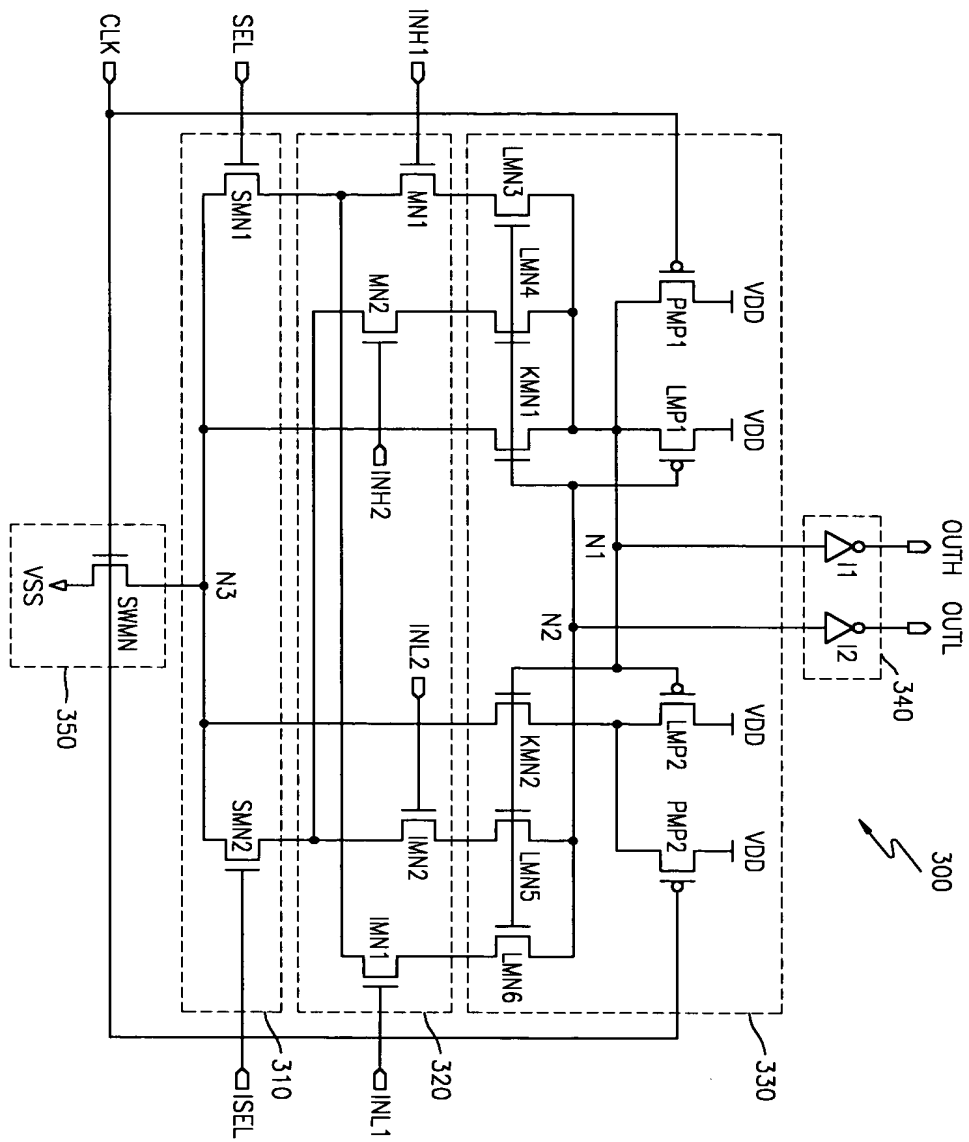 300
OUTH OUTL
I1 I2
340
VDD VDD VDD VDD
PMP1 LMP1 LMP2 PMP2
330
N1
N2
LMN3 LMN4 KMN1 KMN2 LMN5 LMN6
INH1
MN1 MN2 IMN2 IMN1
INH2
INL2
INL1
320
SEL
SMN1 SMN2
ISEL
310
N3
CLK
SWMN
VSS
350